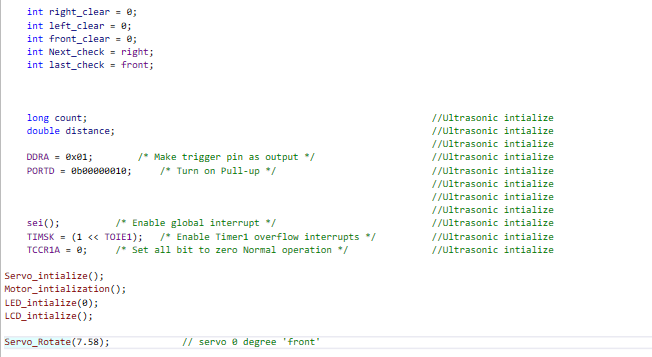 int right_clear = 0;
int left_clear = 0;
int front_clear = 0;
int Next_check = right;
int last_check = front;
long count; //Ultrasonic intialize
double distance; //Ultrasonic intialize
//Ultrasonic intialize
DDRA = 0x01; /* Make trigger pin as output */ //Ultrasonic intialize
PORTD = 0b00000010; /* Turn on Pull-up */ //Ultrasonic intialize
//Ultrasonic intialize
//Ultrasonic intialize
//Ultrasonic intialize
sei(); /* Enable global interrupt */ //Ultrasonic intialize
TIMSK = (1 << TOIE1); /* Enable Timer1 overflow interrupts */ //Ultrasonic intialize
TCCR1A = 0; /* Set all bit to zero Normal operation */ //Ultrasonic intialize
Servo_intialize();
Motor_intialization();
LED_intialize(0);
LCD_intialize();
Servo_Rotate(7.58); // servo 0 degree 'front'